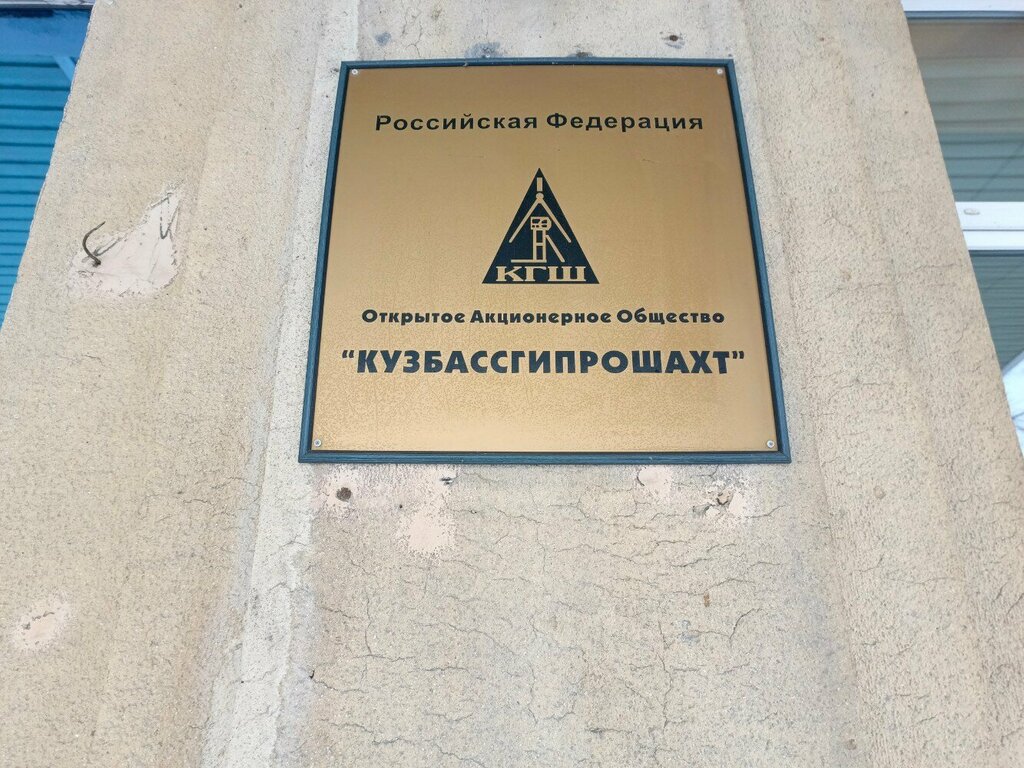 Российская Федерация
КГШ
Открытое Акционерное Общество
“КУЗБАССГИПРОШАХТ”